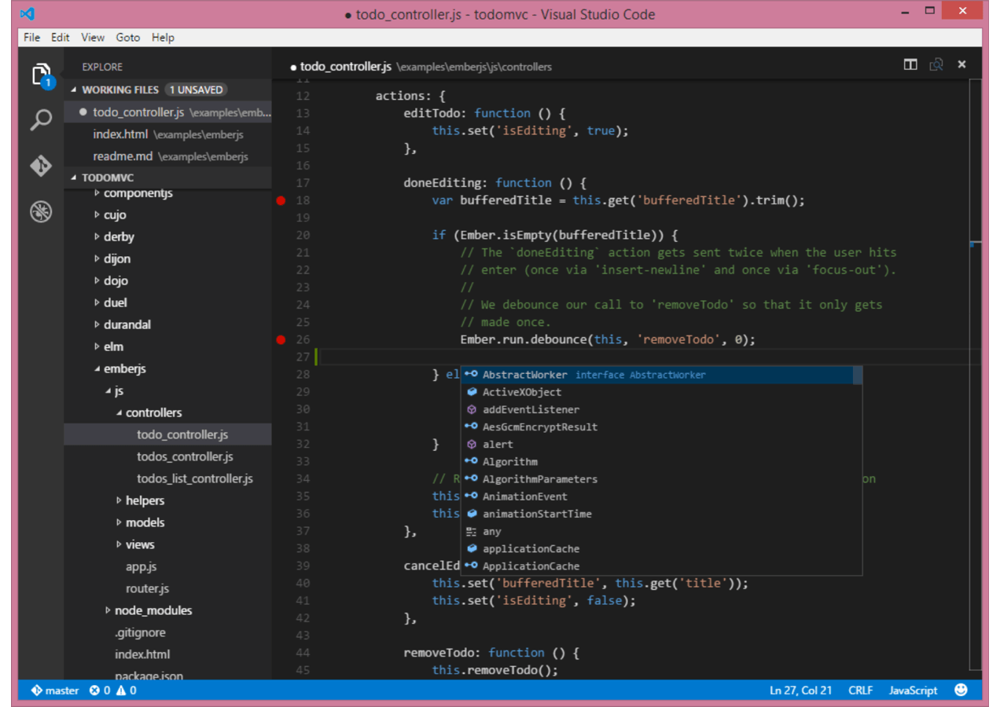 ● todo_controller.js - todomvc - Visual Studio Code
File Edit View Goto Help
EXPLORE
1
WORKING FILES 1 UNSAVED
● todo_controller.js \examples\emb...
index.html \examples\emberjs
readme.md \examples\emberjs
TODOMVC
componentjs
cujo
derby
dijon
dojo
duel
durandal
elm
emberjs
js
controllers
todo_controller.js
todos_controller.js
todos_list_controller.js
helpers
models
views
app.js
router.js
node_modules
.gitignore
index.html
package.json
● todo_controller.js \examples\emberjs\js\controllers
11
12 actions: {
13 editTodo: function () {
14 this.set('isEditing', true);
15 },
16
17 doneEditing: function () {
18 var bufferedTitle = this.get('bufferedTitle').trim();
19
20 if (Ember.isEmpty(bufferedTitle)) {
21 // The `doneEditing` action gets sent twice when the user hits
22 // enter (once via 'insert-newline' and once via 'focus-out').
23 //
24 // We debounce our call to 'removeTodo' so that it only gets
25 // made once.
26 Ember.run.debounce(this, 'removeTodo', 0);
27
28 } el
29
30
31
32 }
33
34 // R on
35 this
36 this
37 },
38
39 cancelEd
40 this.set('bufferedTitle', this.get('title'));
41 this.set('isEditing', false);
42 },
43
44 removeTodo: function () {
45 this.removeTodo();
AbstractWorker interface AbstractWorker
ActiveXObject
addEventListener
AesGcmEncryptResult
alert
Algorithm
AlgorithmParameters
AnimationEvent
animationStartTime
any
applicationCache
ApplicationCache
master 0 0 Ln 27, Col 21 CRLF JavaScript